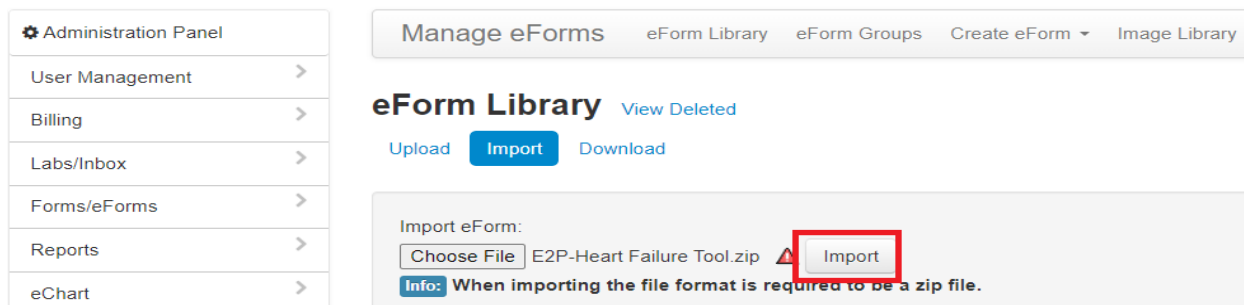 Administration Panel
User Management
Billing
Labs/Inbox
Forms/eForms
Reports
eChart
Manage eForms eForm Library eForm Groups Create eForm Image Library
eForm Library View Deleted
Upload Import Download
Import eForm:
Choose File E2P-Heart Failure Tool.zip Import
Info: When importing the file format is required to be a zip file.